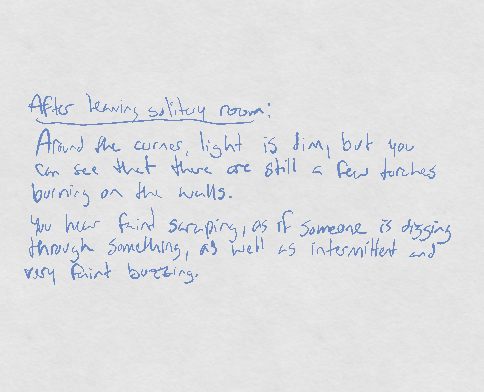 After leaving solitary room:
Around the corner, light is dim, but you
can see that there are still a few torches
burning on the walls.
You hear faint scraping, as if someone is digging
through something, as well as intermittent and
very faint buzzing.